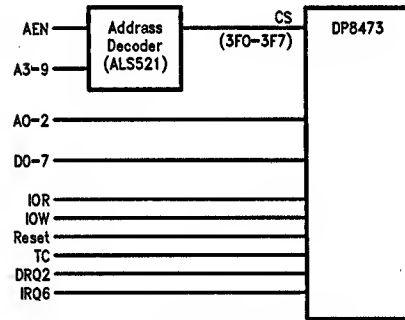 AEN
A3-9
Addrass
Decoder
(ALS521)
CS
(3F0-3F7)
DP8473
A0-2
D0-7
IOR
IOW
Reset
TC
DRQ2
IRQ6